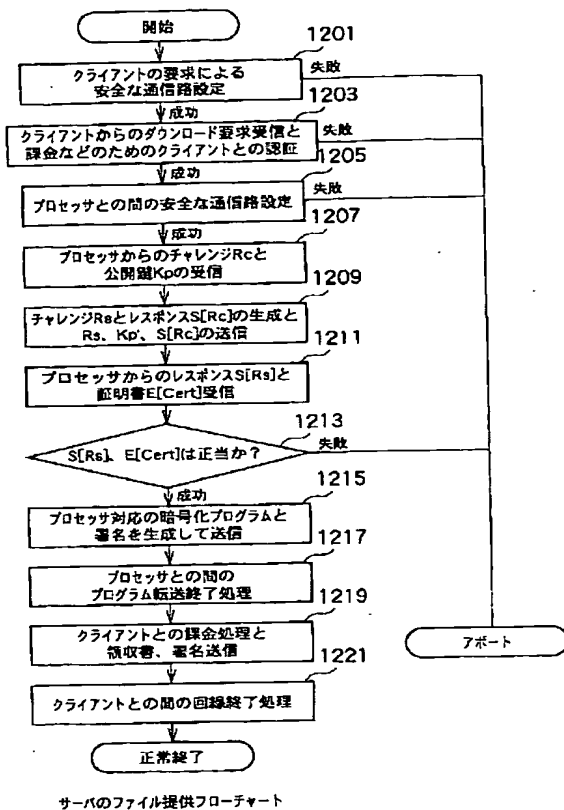 開始
1201
クライアントの要求による
安全な通信路設定
失敗
成功
1203
クライアントからのダウンロード要求受信と
課金などのためのクライアントとの認証
失敗
成功
1205
プロセッサとの間の安全な通信路設定
失敗
成功
1207
プロセッサからのチャレンジRcと
公開鍵Kpの受信
1209
チャレンジRsとレスポンスS[Rc]の生成と
Rs、Kp'、S[Rc]の送信
1211
プロセッサからのレスポンスS[Rs]と
証明書E[Cert]受信
1213
S[Rs]、E[Cert]は正当か?
失敗
成功
1215
プロセッサ対応の暗号化プログラムと
署名を生成して送信
1217
プロセッサとの間の
プログラム転送終了処理
1219
クライアントとの課金処理と
領収書、署名送信
1221
クライアントとの間の回線終了処理
正常終了
アボート
サーバのファイル提供フローチャート